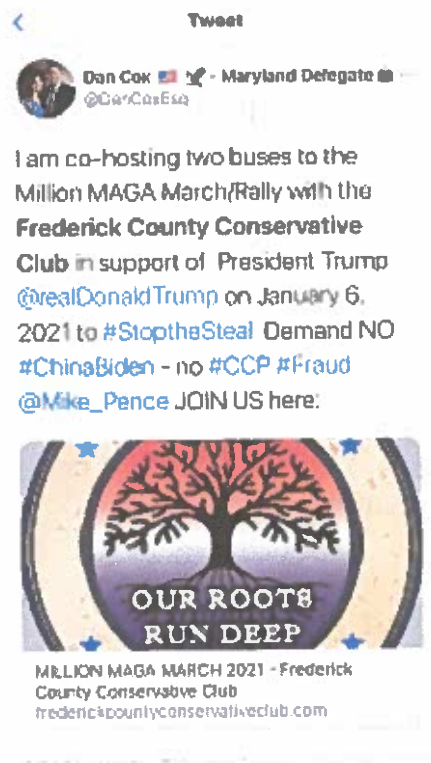 Tweet
Dan Cox 🇺🇸 - Maryland Delegate
@DanCoxEsq
I am co-hosting two buses to the
Million MAGA March/Rally with the
Frederick County Conservative
Club in support of President Trump
@realDonaldTrump on January 6,
2021 to #StoptheSteal Demand NO
#ChinaBiden - no #CCP #Fraud
@Mike_Pence JOIN US here:
OUR ROOTS
RUN DEEP
MILLION MAGA MARCH 2021 - Frederick
County Conservative Club
frederickcountyconservativeclub.com